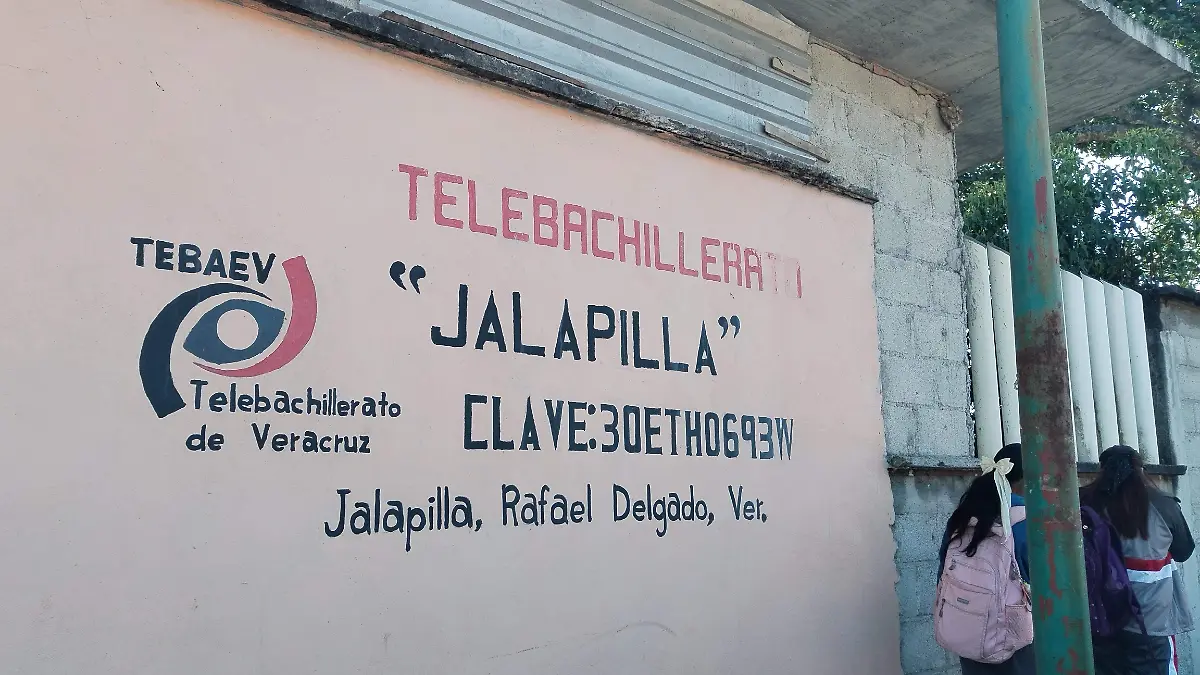 TELEBACHILLERATO
TEBAEV
"JALAPILLA"
Telebachillerato
de Veracruz
CLAVE:30ETH0693W
Jalapilla, Rafael Delgado, Ver.